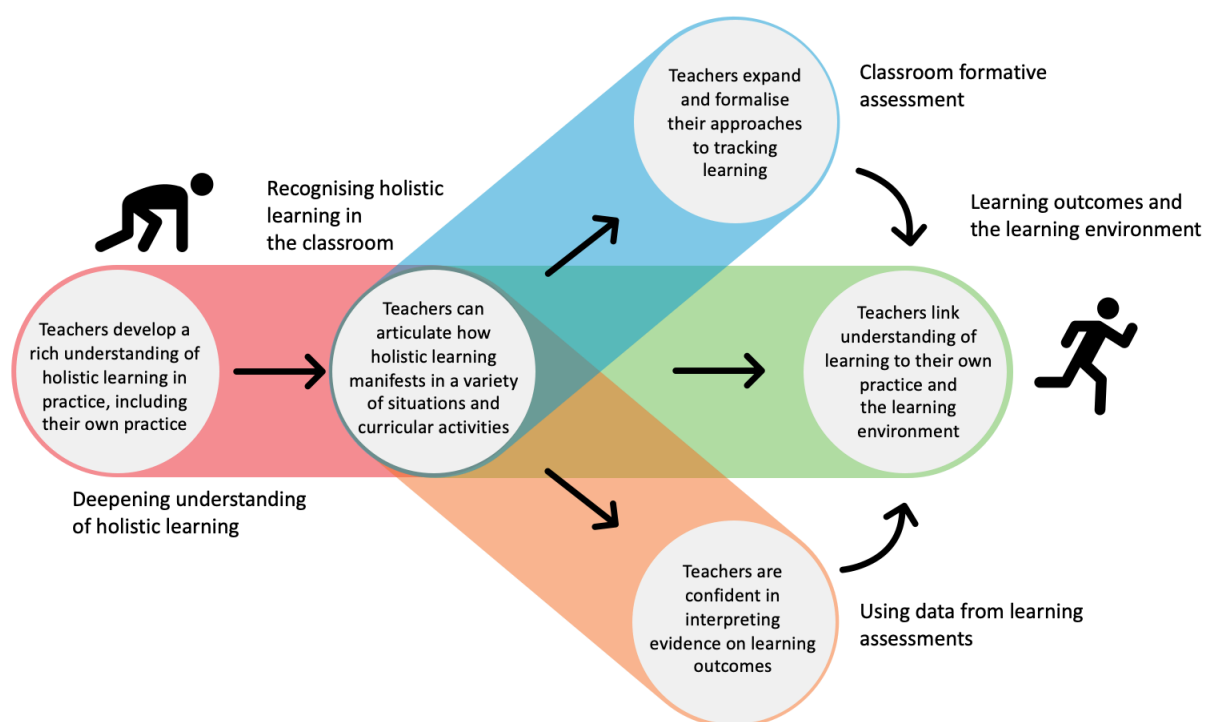 Teachers expand
and formalise
their approaches
to tracking
learning
Classroom formative
assessment
Recognising holistic
learning in
the classroom
Learning outcomes and
the learning environment
Teachers develop a
rich understanding of
holistic learning in
practice, including
their own practice
Teachers can
articulate how
holistic learning
manifests in a variety
of situations and
curricular activities
Teachers link
understanding of
learning to their own
practice and
the learning
environment
Deepening understanding
of holistic learning
Teachers are
confident in
interpreting
evidence on learning
outcomes
Using data from learning
assessments